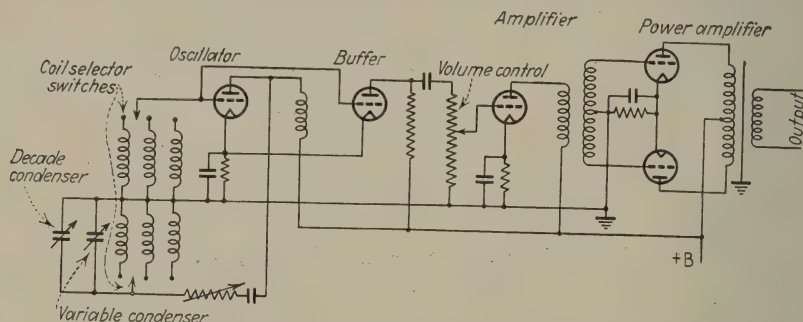 Amplifier
Power amplifier
Oscillator
Buffer
Volume control
Coil selector
switches
Decade
condenser
Output
+B
Variable condenser